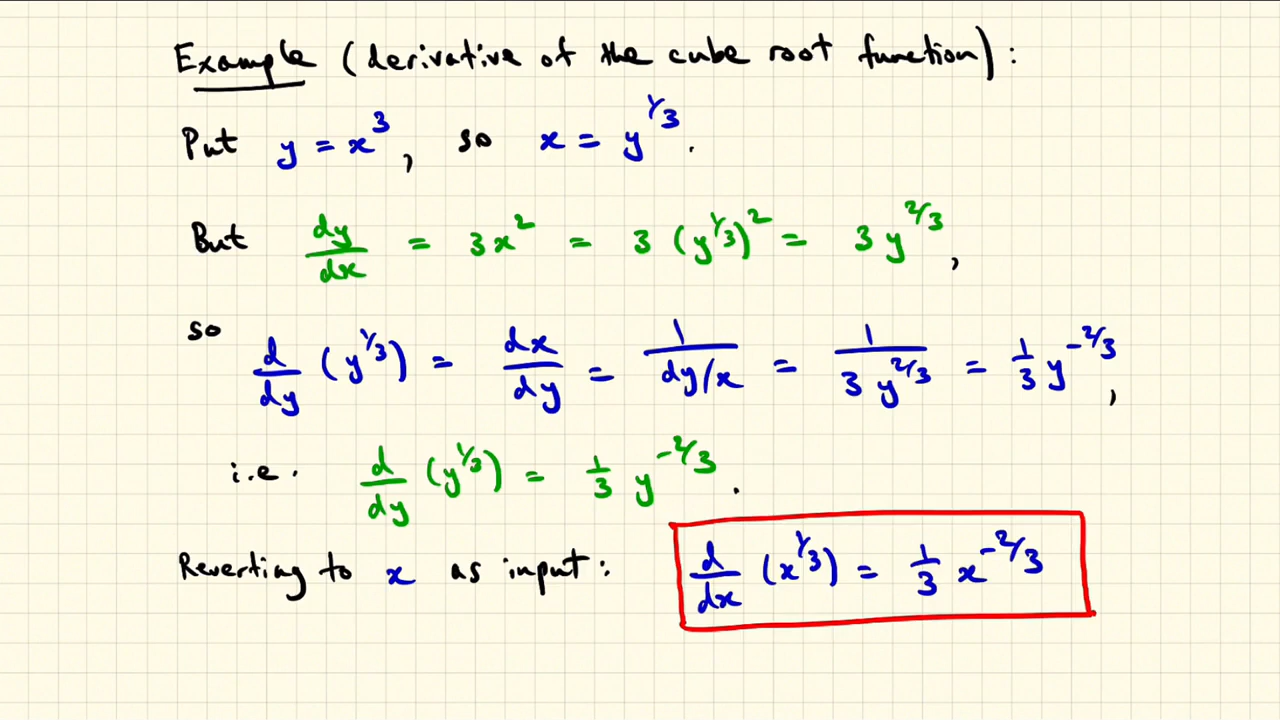 Example (derivative of the cube root function):
Put y = x^3, so x = y^{1/3}.
But dy/dx = 3x^2 = 3 (y^{1/3})^2 = 3 y^{2/3},
so d/dy (y^{1/3}) = dx/dy = 1/(dy/x) = 1/(3 y^{2/3}) = 1/3 y^{-2/3},
i.e. d/dy (y^{1/3}) = 1/3 y^{-2/3}.
Reverting to x as input: d/dx (x^{1/3}) = 1/3 x^{-2/3}